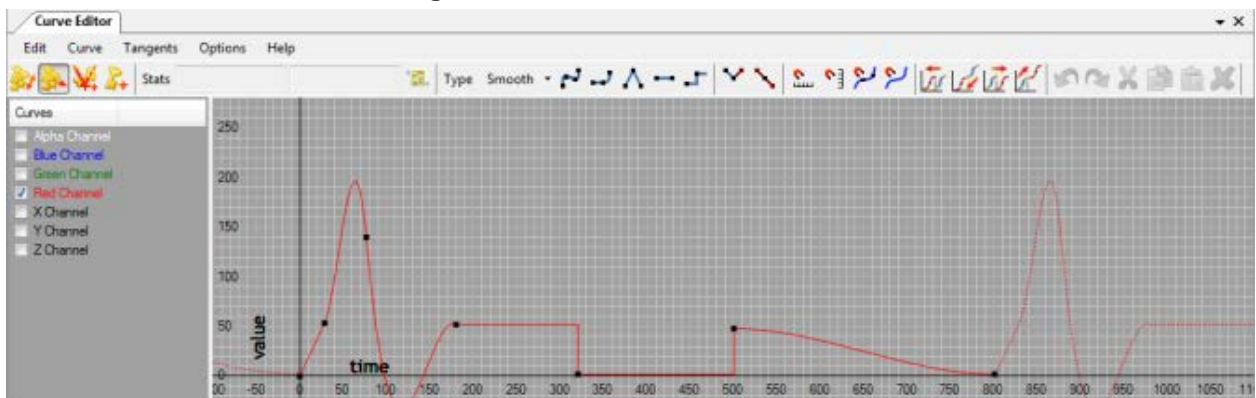 Curve Editor
Edit Curve Tangents Options Help
Stats Type Smooth
Curves
Alpha Channel
Blue Channel
Green Channel
Red Channel
X Channel
Y Channel
Z Channel
250
200
150
100
50
value
0
time
00 -50 50 100 150 200 250 300 350 400 450 500 550 600 650 700 750 800 850 900 950 1000 1050 11